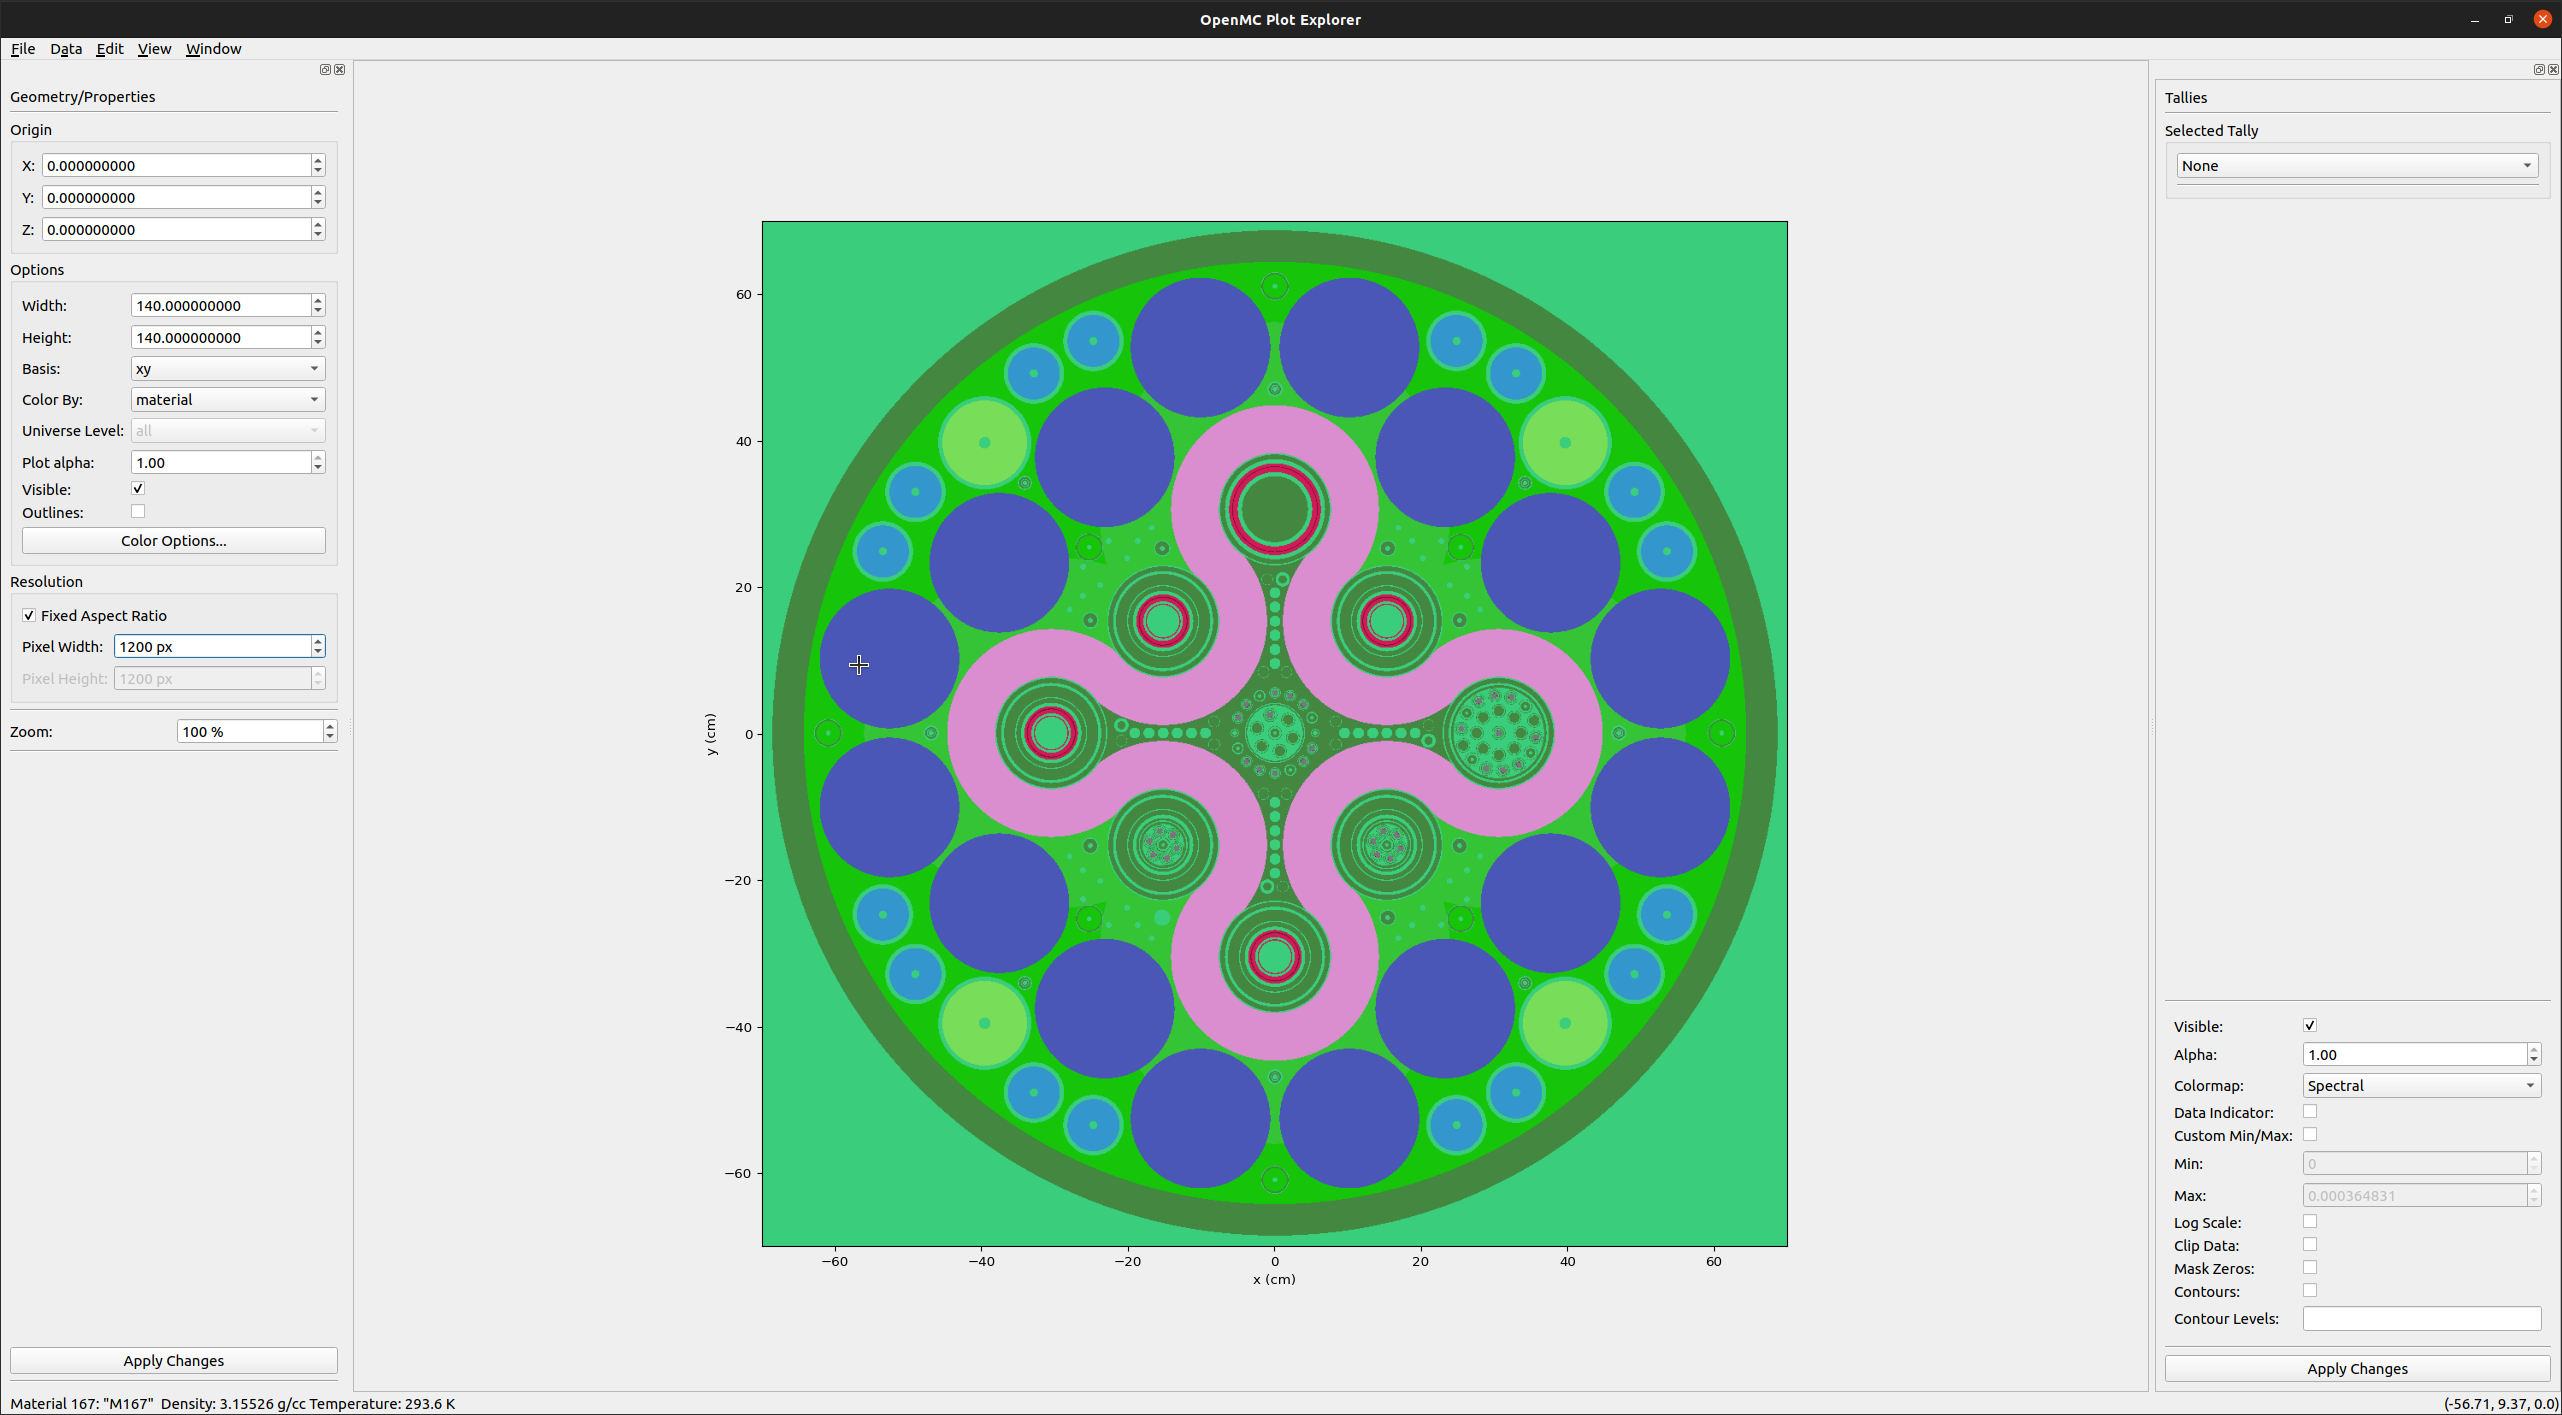 OpenMC Plot Explorer
File Data Edit View Window
Geometry/Properties
Origin
X: 0.000000000
Y: 0.000000000
Z: 0.000000000
Options
Width: 140.000000000
Height: 140.000000000
Basis: xy
Color By: material
Universe Level: all
Plot alpha: 1.00
Visible:
Outlines:
Color Options...
Resolution
Fixed Aspect Ratio
Pixel Width: 1200 px
Pixel Height: 1200 px
Zoom: 100 %
Apply Changes
60
40
20
0
−20
−40
−60
y (cm)
−60 −40 −20 0 20 40 60
x (cm)
Tallies
Selected Tally
None
Visible:
Alpha: 1.00
Colormap: Spectral
Data Indicator:
Custom Min/Max:
Min: 0
Max: 0.000364831
Log Scale:
Clip Data:
Mask Zeros:
Contours:
Contour Levels:
Apply Changes
Material 167: "M167" Density: 3.15526 g/cc Temperature: 293.6 K
(-56.71, 9.37, 0.0)